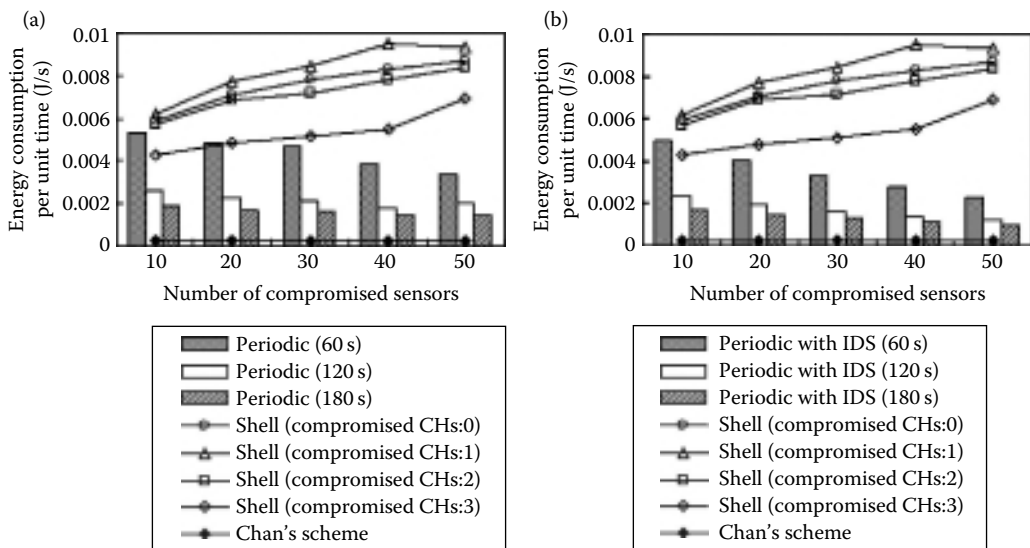 (a)
Energy consumption
per unit time (J/s)
0.01
0.008
0.006
0.004
0.002
0
10 20 30 40 50
Number of compromised sensors
Periodic (60 s)
Periodic (120 s)
Periodic (180 s)
Shell (compromised CHs:0)
Shell (compromised CHs:1)
Shell (compromised CHs:2)
Shell (compromised CHs:3)
Chan's scheme
(b)
Energy consumption
per unit time (J/s)
0.01
0.008
0.006
0.004
0.002
0
10 20 30 40 50
Number of compromised sensors
Periodic with IDS (60 s)
Periodic with IDS (120 s)
Periodic with IDS (180 s)
Shell (compromised CHs:0)
Shell (compromised CHs:1)
Shell (compromised CHs:2)
Shell (compromised CHs:3)
Chan's scheme